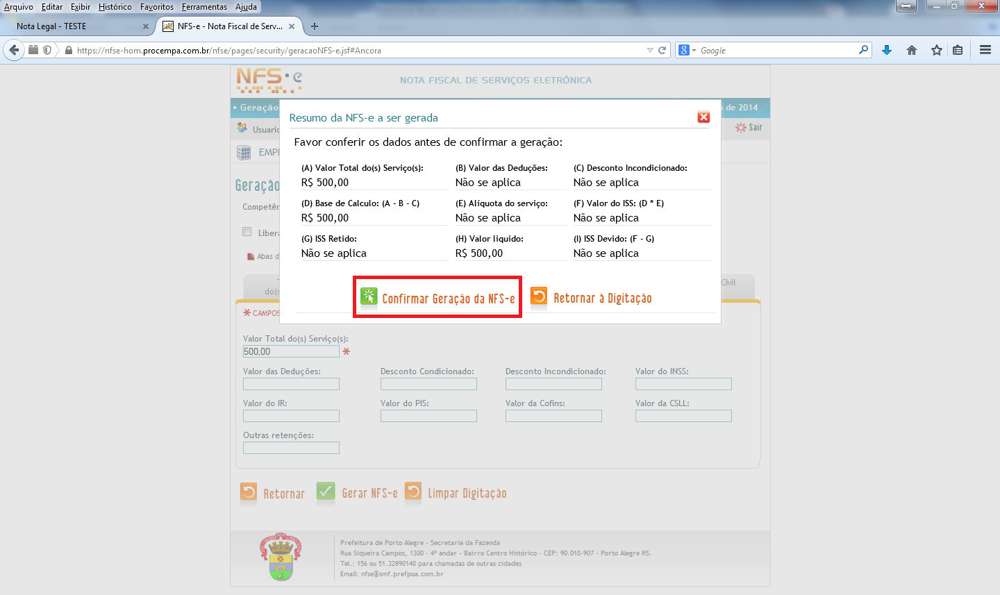 Arquivo Editar Exibir Histórico Favoritos Ferramentas Ajuda
Nota Legal - TESTE
NFS-e - Nota Fiscal de Serv...
https://nfse-hom.procempa.com.br/nfse/pages/security/geracaoNFS-e.jsf#Ancora
8 Google
NFS·e
NOTA FISCAL DE SERVIÇOS ELETRÔNICA
• Geração
de 2014
Sair
Resumo da NFS-e a ser gerada
Favor conferir os dados antes de confirmar a geração:
(A) Valor Total do(s) Serviço(s): (B) Valor das Deduções: (C) Desconto Incondicionado:
R$ 500,00 Não se aplica Não se aplica
(D) Base de Calculo: (A - B - C) (E) Alíquota do serviço: (F) Valor do ISS: (D * E)
R$ 500,00 Não se aplica Não se aplica
(G) ISS Retido: (H) Valor liquido: (I) ISS Devido: (F - G)
Não se aplica R$ 500,00 Não se aplica
Confirmar Geração da NFS-e Retornar à Digitação
Geração
Abas d
do(s
Civil
* CAMPOS
Valor Total do(s) Serviço(s):
500,00 *
Valor das Deduções: Desconto Condicionado: Desconto Incondicionado: Valor do INSS:
Valor do IR: Valor do PIS: Valor da Cofins: Valor da CSLL:
Outras retenções:
Retornar Gerar NFS-e Limpar Digitação
Prefeitura de Porto Alegre - Secretaria da Fazenda
Rua Siqueira Campos, 1300 - 4º andar - Bairro Centro Histórico - CEP: 90.010-907 - Porto Alegre RS.
Tel.: 156 ou 51.32890140 para chamadas de outras cidades
Email: nfse@smf.prefpoa.com.br